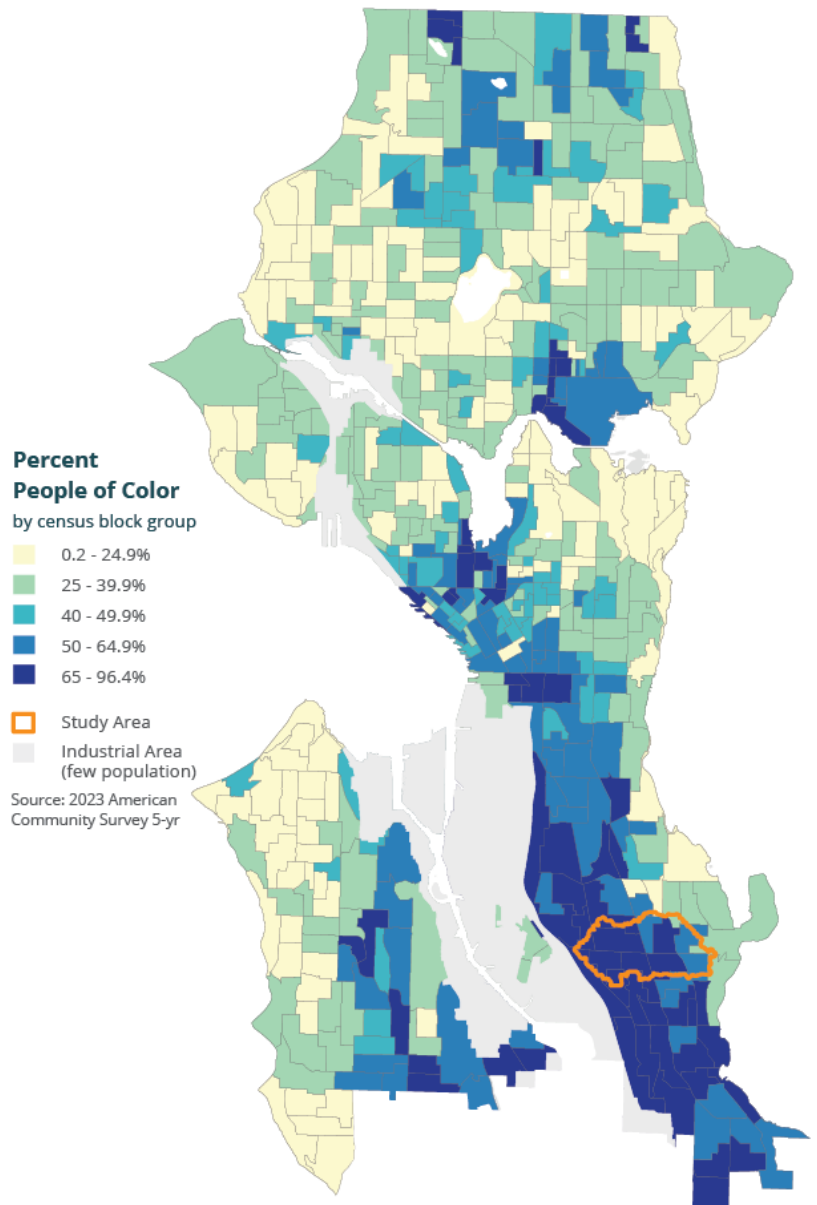 Percent
People of Color
by census block group
0.2 - 24.9%
25 - 39.9%
40 - 49.9%
50 - 64.9%
65 - 96.4%
Study Area
Industrial Area
(few population)
Source: 2023 American
Community Survey 5-yr